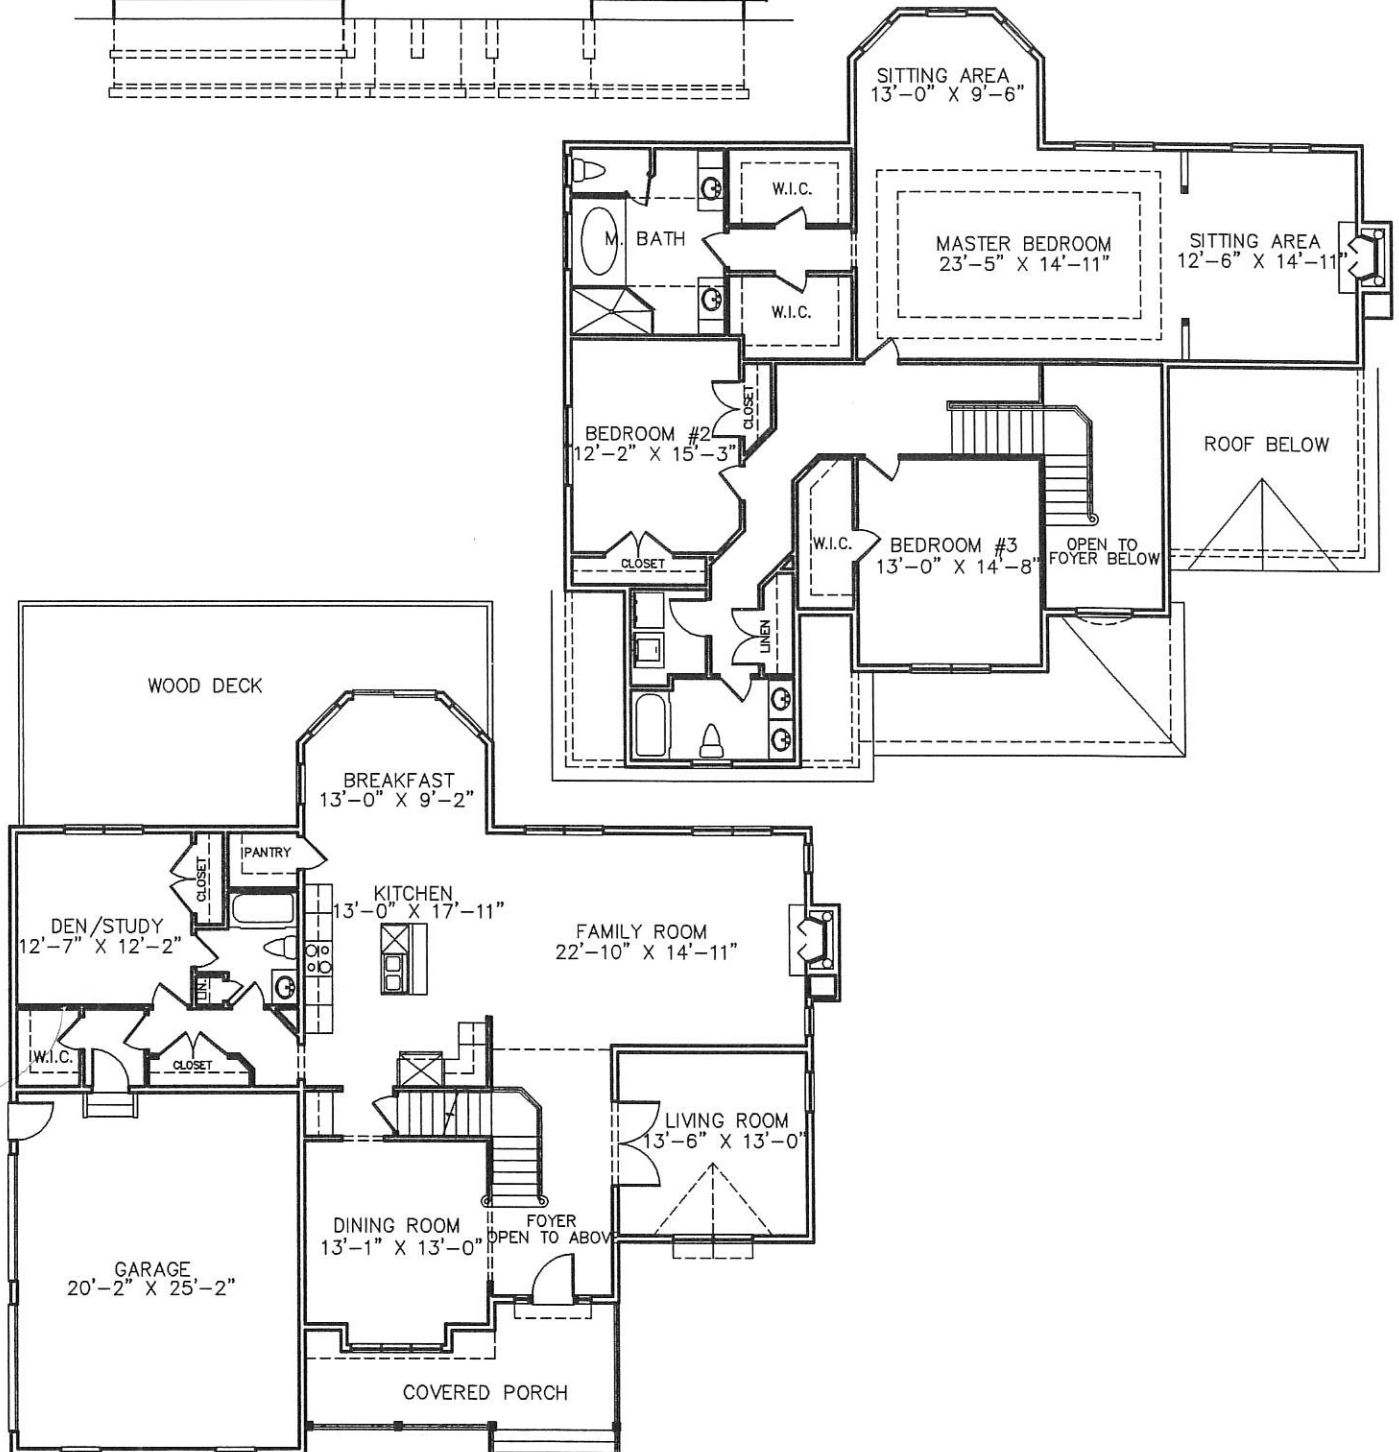 SITTING AREA
13'-0" X 9'-6"
W.I.C.
M. BATH
MASTER BEDROOM
23'-5" X 14'-11"
SITTING AREA
12'-6" X 14'-11"
W.I.C.
CLOSET
BEDROOM #2
12'-2" X 15'-3"
ROOF BELOW
W.I.C.
BEDROOM #3
13'-0" X 14'-8"
OPEN TO
FOYER BELOW
CLOSET
LINEN
WOOD DECK
BREAKFAST
13'-0" X 9'-2"
PANTRY
CLOSET
KITCHEN
13'-0" X 17'-11"
DEN/STUDY
12'-7" X 12'-2"
FAMILY ROOM
22'-10" X 14'-11"
LIN.
W.I.C.
CLOSET
LIVING ROOM
13'-6" X 13'-0"
DINING ROOM
13'-1" X 13'-0"
FOYER
OPEN TO ABOV
GARAGE
20'-2" X 25'-2"
COVERED PORCH